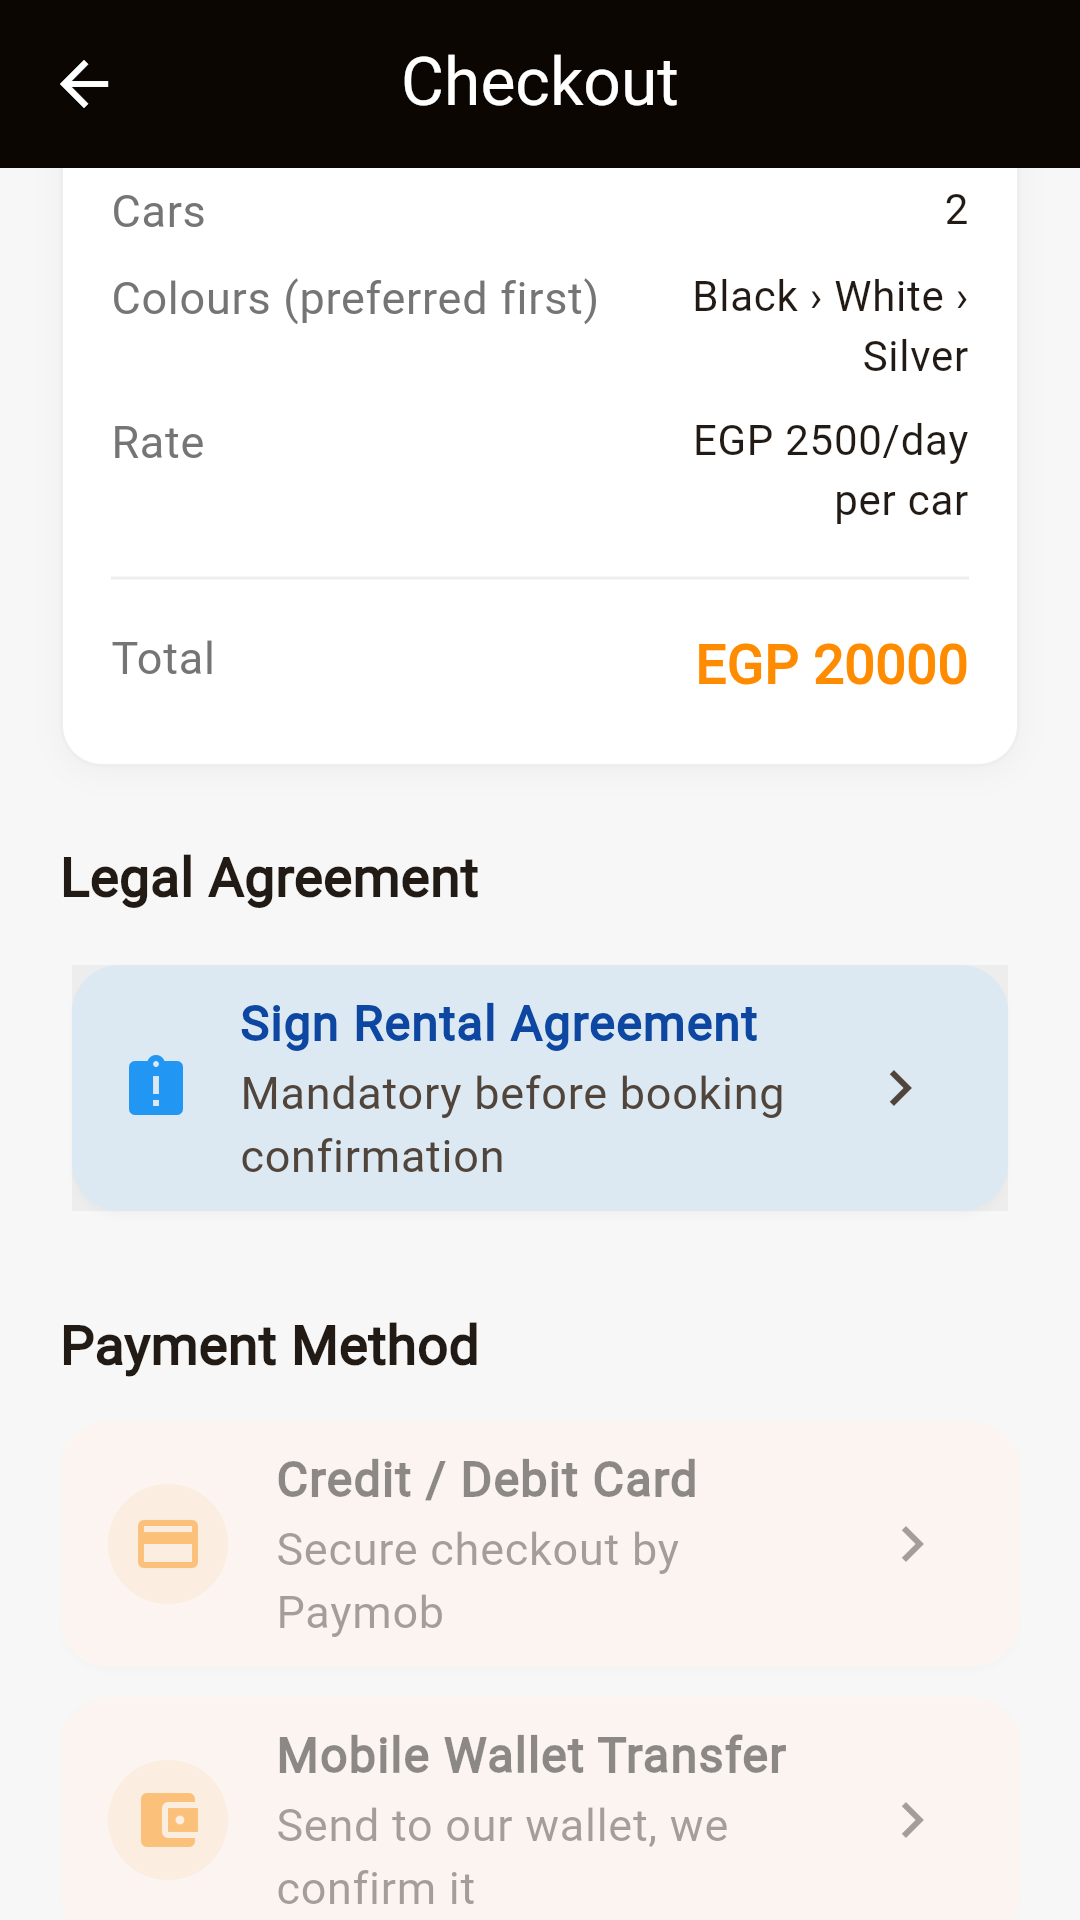 Checkout
Cars
2
Colours (preferred first)
Black › White ›
Silver
Rate
EGP 2500/day
per car
Total
EGP 20000
Legal Agreement
Sign Rental Agreement
Mandatory before booking
confirmation
Payment Method
Credit / Debit Card
Secure checkout by
Paymob
Mobile Wallet Transfer
Send to our wallet, we
confirm it